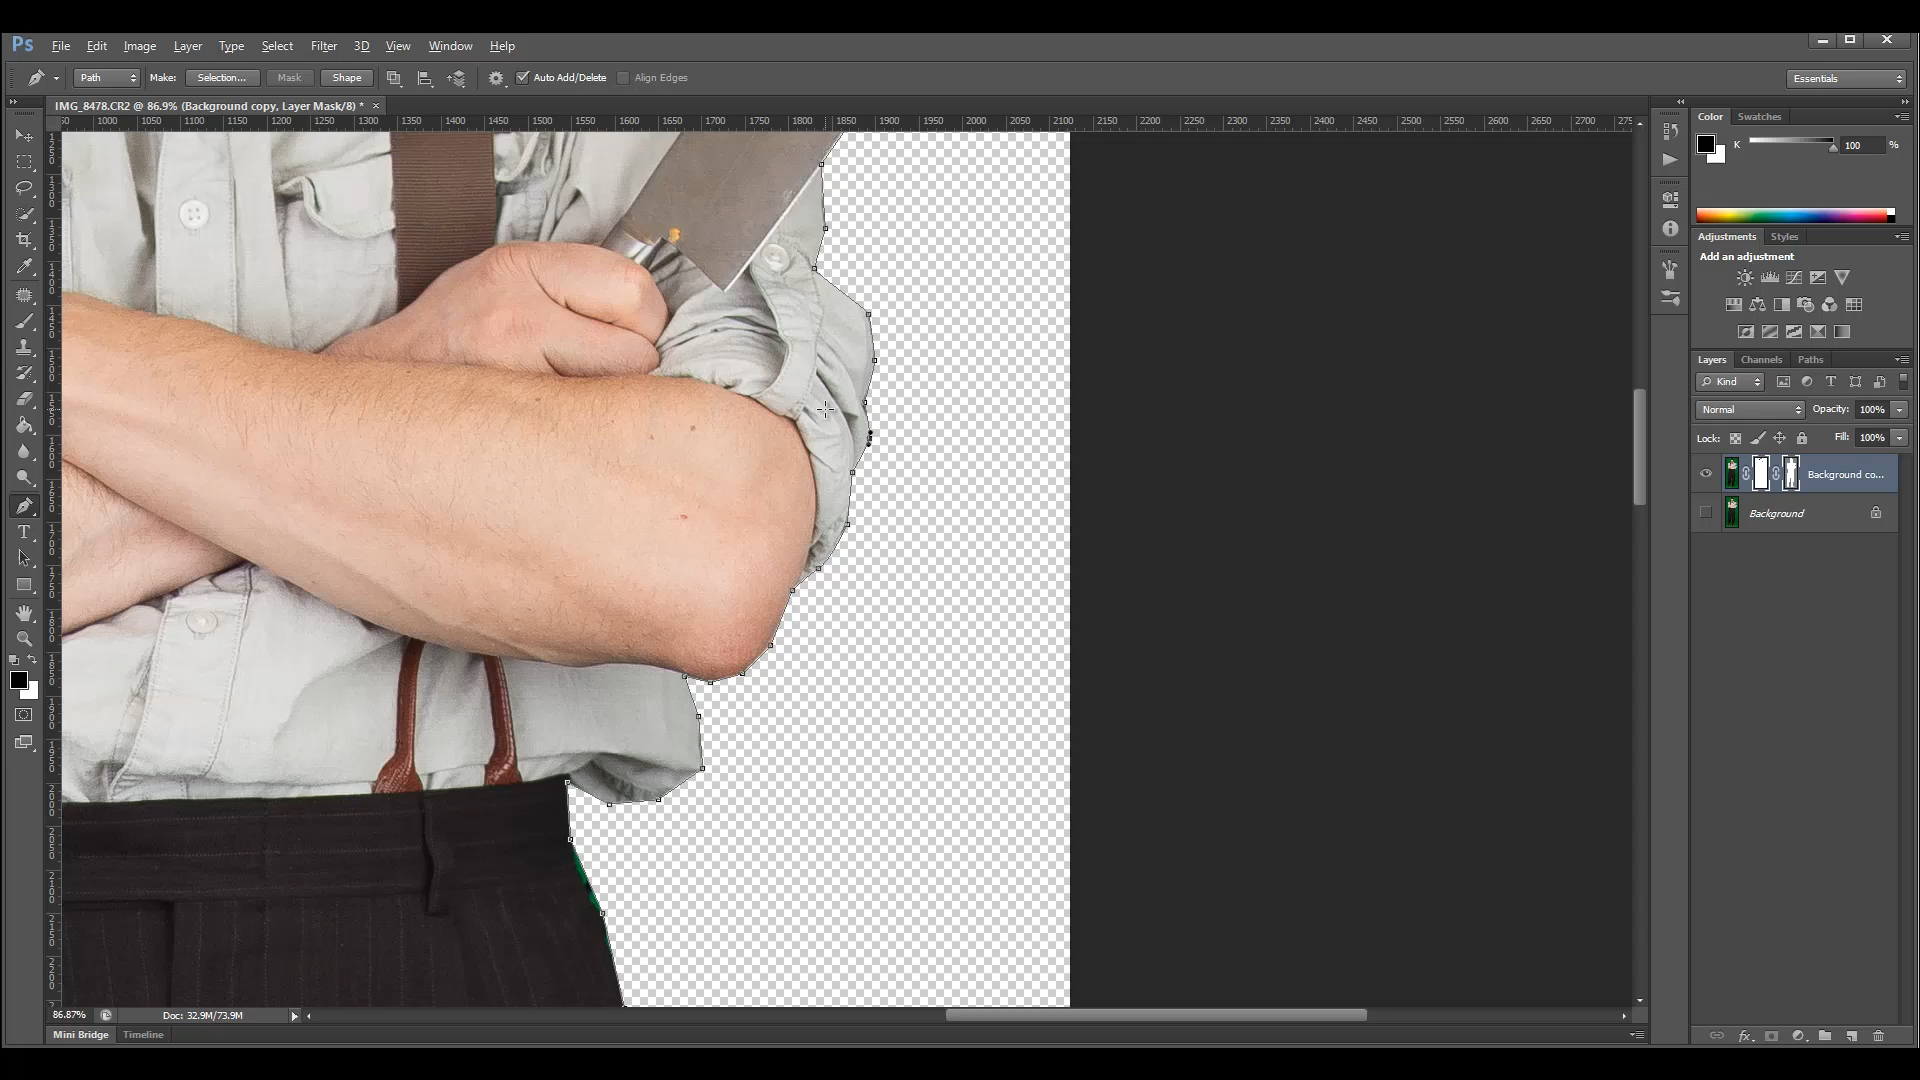 Ps File Edit Image Layer Type Select Filter 3D View Window Help
Path Make: Selection... Mask Shape Auto Add/Delete Align Edges Essentials
IMG_8478.CR2 @ 86.9% (Background copy, Layer Mask/8) * ×
1000 1050 1100 1150 1200 1250 1300 1350 1400 1450 1500 1550 1600 1650 1700 1750 1800 1850 1900 1950 2000 2050 2100 2150 2200 2250 2300 2350 2400 2450 2500 2550 2600 2650 2700
Color Swatches
K 100 %
Adjustments Styles
Add an adjustment
Layers Channels Paths
Kind
Normal Opacity: 100%
Lock: Fill: 100%
Background co...
Background
fx
86.87% Doc: 32.9M/73.9M
Mini Bridge Timeline